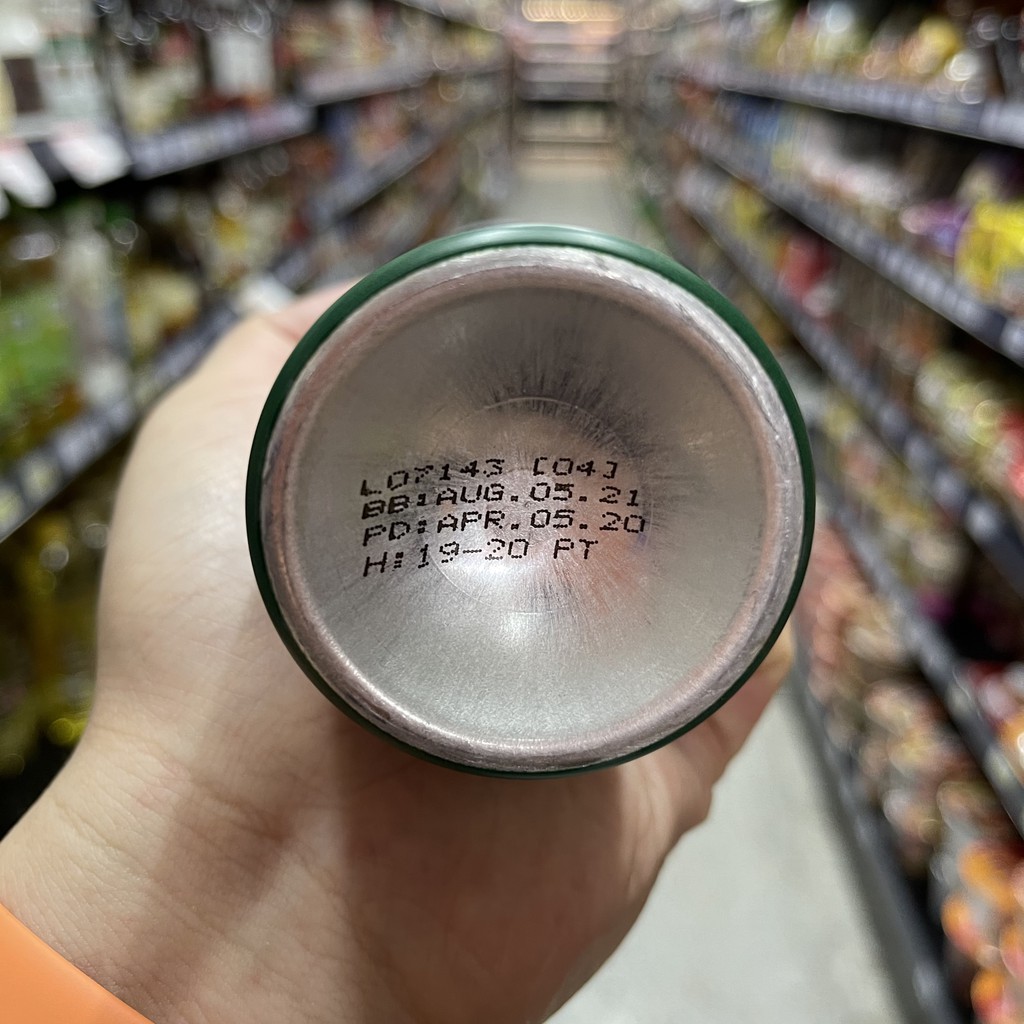 L07143 [04]
BB:AUG.05.21
PD:APR.05.20
H:19-20 PT